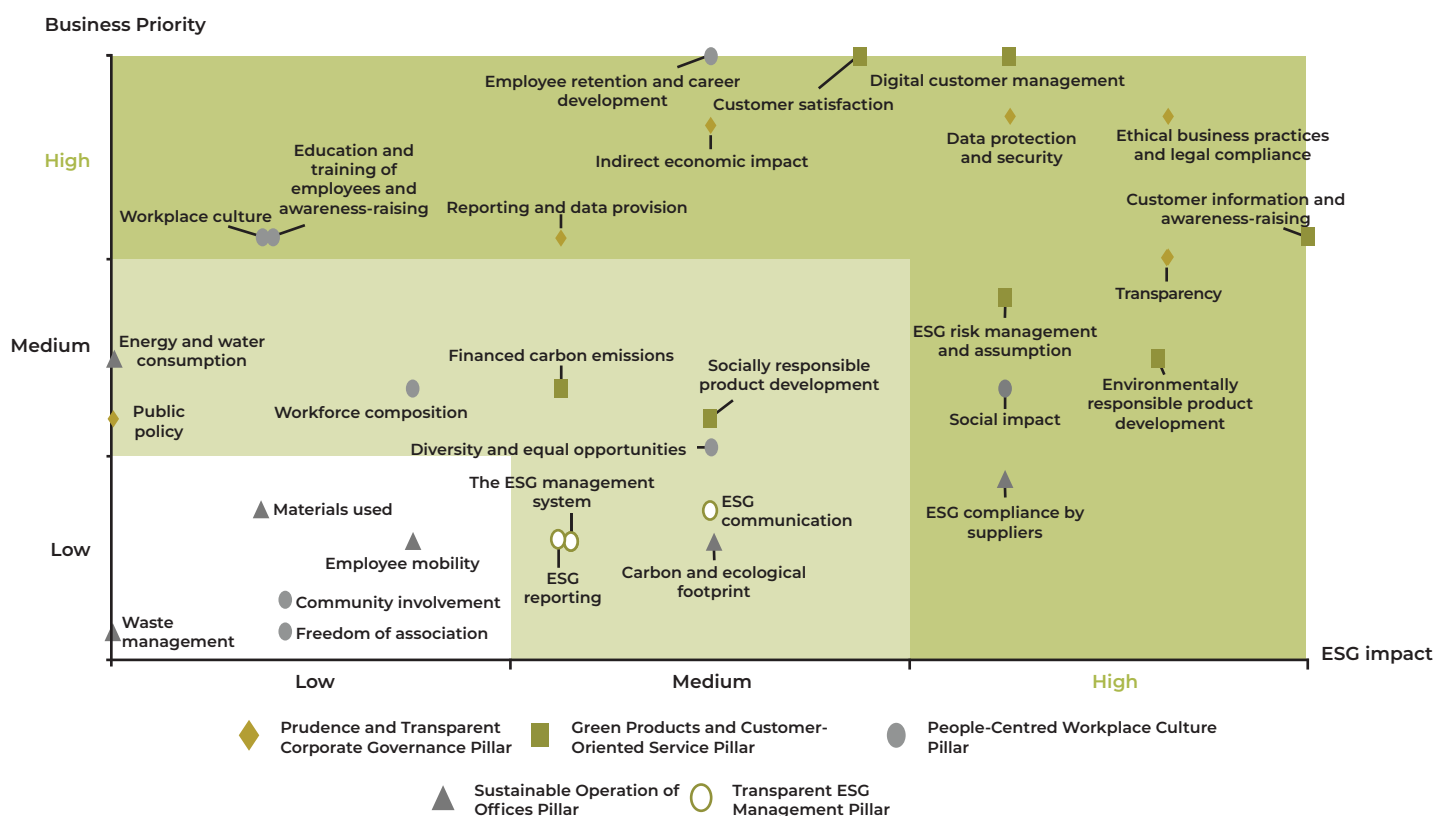 Business Priority
Employee retention and career
development
Customer satisfaction
Digital customer management
Indirect economic impact
Data protection
and security
Ethical business practices
and legal compliance
High
Education and
training of
employees and
awareness-raising
Workplace culture
Reporting and data provision
Customer information and
awareness-raising
Transparency
Medium
Energy and water
consumption
Financed carbon emissions
Socially responsible
product development
ESG risk management
and assumption
Environmentally
responsible product
development
Public
policy
Workforce composition
Social impact
Diversity and equal opportunities
The ESG management
system
ESG
communication
ESG compliance by
suppliers
Materials used
Low
Employee mobility
ESG
reporting
Carbon and ecological
footprint
Community involvement
Waste
management
Freedom of association
ESG impact
Low
Medium
High
Prudence and Transparent
Corporate Governance Pillar
Green Products and Customer-
Oriented Service Pillar
People-Centred Workplace Culture
Pillar
Sustainable Operation of
Offices Pillar
Transparent ESG
Management Pillar